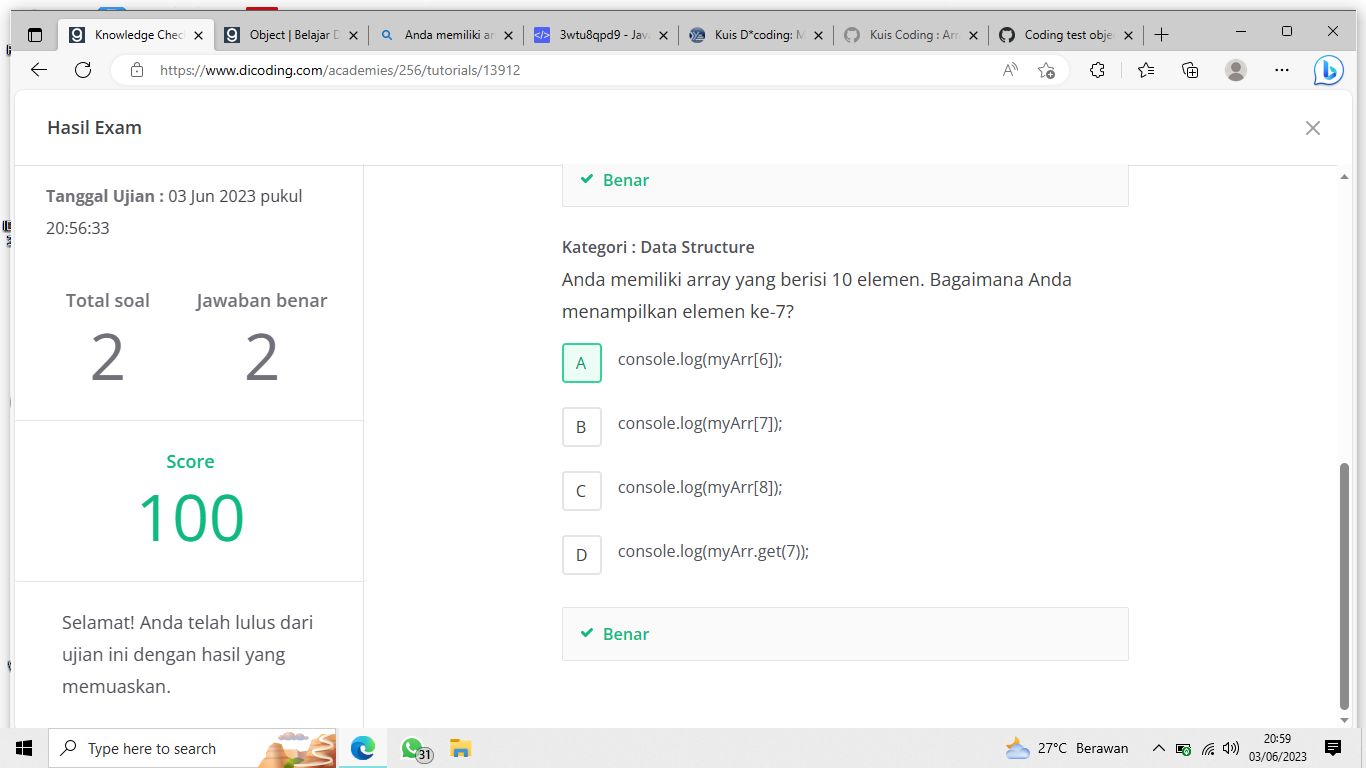 Knowledge Chec
Object | Belajar D
Anda memiliki ar
3wtu8qpd9 - Jav
Kuis D*coding: M
Kuis Coding : Arr
Coding test obje
https://www.dicoding.com/academies/256/tutorials/13912
Hasil Exam
Tanggal Ujian : 03 Jun 2023 pukul
20:56:33
Total soal
Jawaban benar
2
2
Score
100
Selamat! Anda telah lulus dari
ujian ini dengan hasil yang
memuaskan.
Benar
Kategori : Data Structure
Anda memiliki array yang berisi 10 elemen. Bagaimana Anda
menampilkan elemen ke-7?
A console.log(myArr[6]);
B console.log(myArr[7]);
C console.log(myArr[8]);
D console.log(myArr.get(7));
Benar
Type here to search
31
27°C Berawan
20:59
03/06/2023